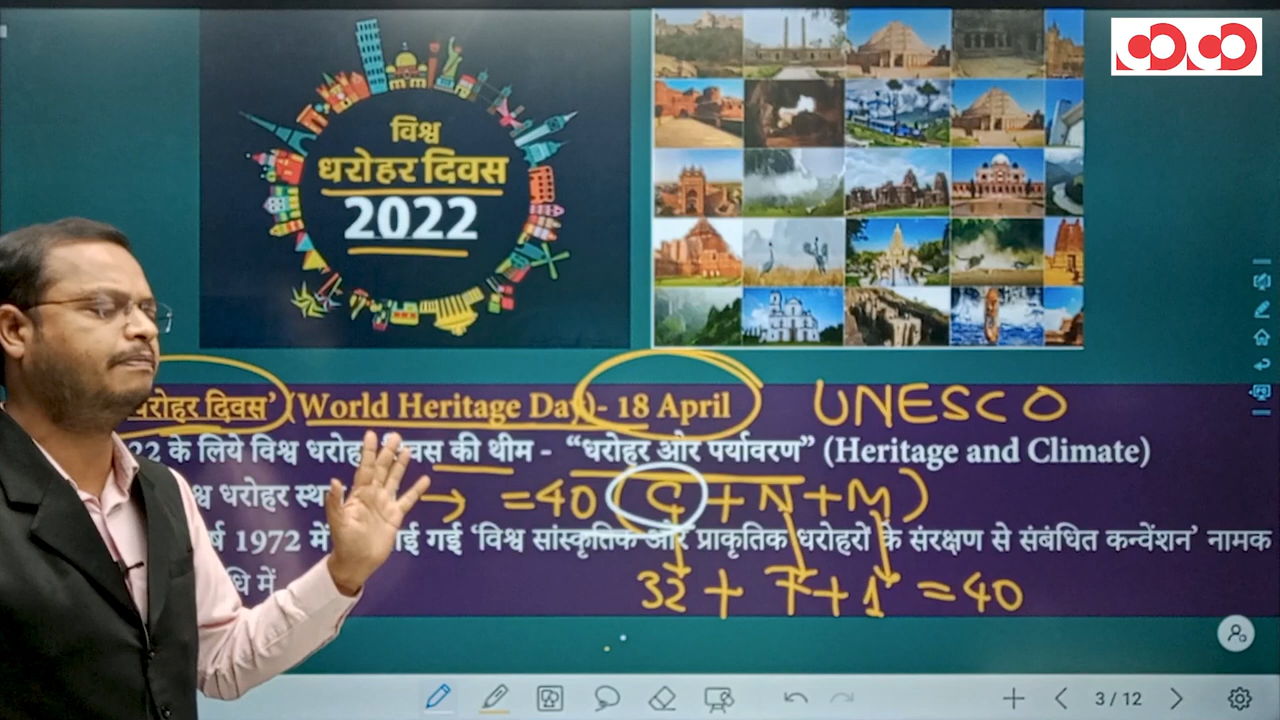 विश्व
धरोहर दिवस
2022
धरोहर दिवस’ (World Heritage Day)- 18 April UNESCO
22 के लिये विश्व धरोहर दिवस की थीम - “धरोहर ओर पर्यावरण” (Heritage and Climate)
श्व धरोहर स्थ → =40 (C+N+M)
र्ष 1972 में ाई गई ‘विश्व सांस्कृतिक और प्राकृतिक धरोहरों के संरक्षण से संबंधित कन्वेंशन’ नामक
धि में
32+7+1=40
3/12